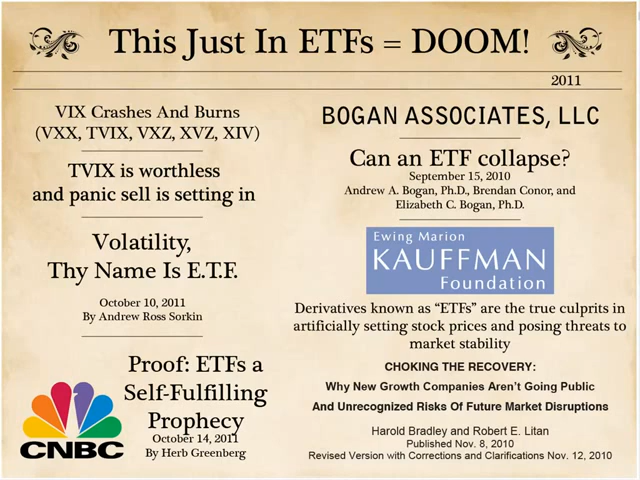 This Just In ETFs = DOOM!
2011
VIX Crashes And Burns
(VXX, TVIX, VXZ, XVZ, XIV)
TVIX is worthless
and panic sell is setting in
Volatility,
Thy Name Is E.T.F.
October 10, 2011
By Andrew Ross Sorkin
Proof: ETFs a
Self-Fulfilling
Prophecy
October 14, 2011
By Herb Greenberg
CNBC
BOGAN ASSOCIATES, LLC
Can an ETF collapse?
September 15, 2010
Andrew A. Bogan, Ph.D., Brendan Conor, and
Elizabeth C. Bogan, Ph.D.
Ewing Marion
KAUFFMAN
Foundation
Derivatives known as “ETFs” are the true culprits in
artificially setting stock prices and posing threats to
market stability
CHOKING THE RECOVERY:
Why New Growth Companies Aren’t Going Public
And Unrecognized Risks Of Future Market Disruptions
Harold Bradley and Robert E. Litan
Published Nov. 8, 2010
Revised Version with Corrections and Clarifications Nov. 12, 2010